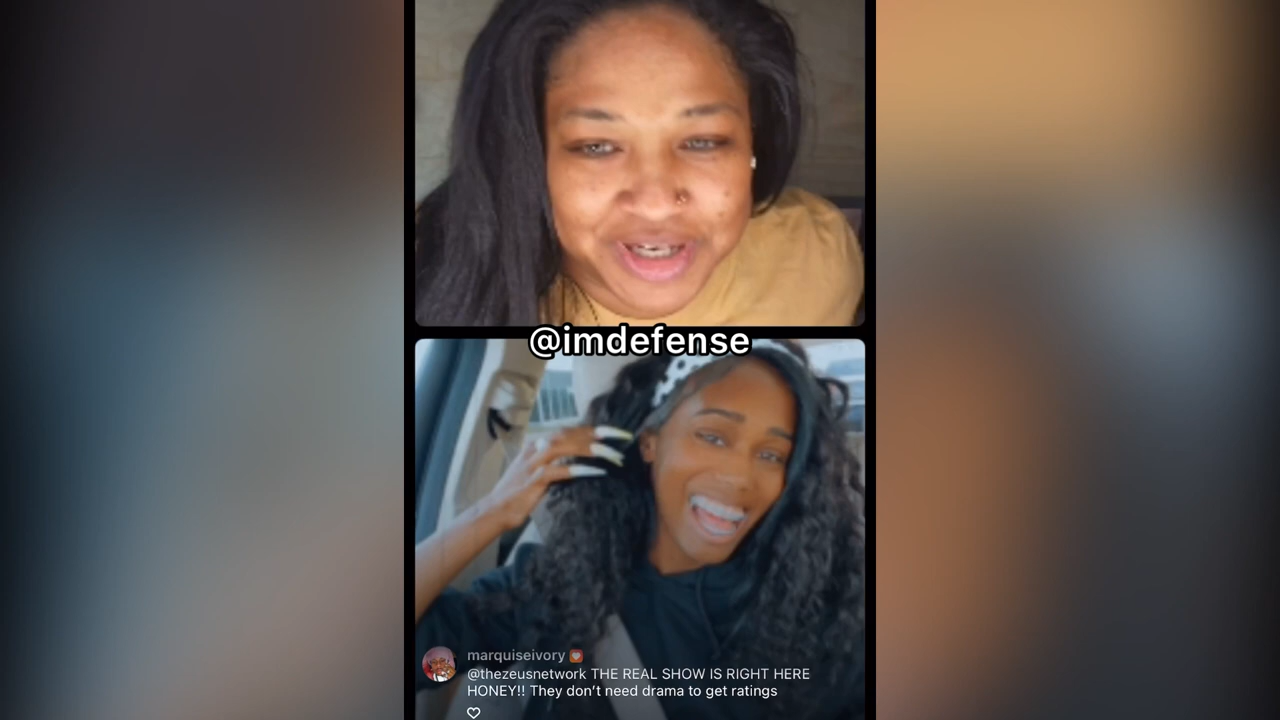 @imdefense
marquiseivory
@thezeusnetwork THE REAL SHOW IS RIGHT HERE
HONEY!! They don’t need drama to get ratings